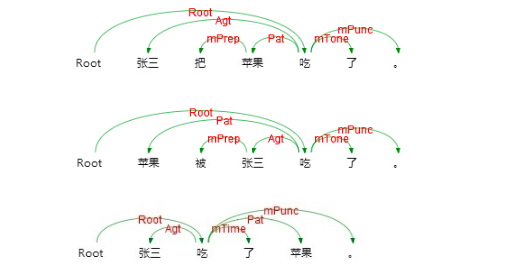 Root
Agt
mPrep Pat mTone mPunc
Root 张三 把 苹果 吃 了 。
Root
Pat
mPrep Agt mTone mPunc
Root 苹果 被 张三 吃 了 。
mPunc
Root Pat
Agt mTime
Root 张三 吃 了 苹果 。